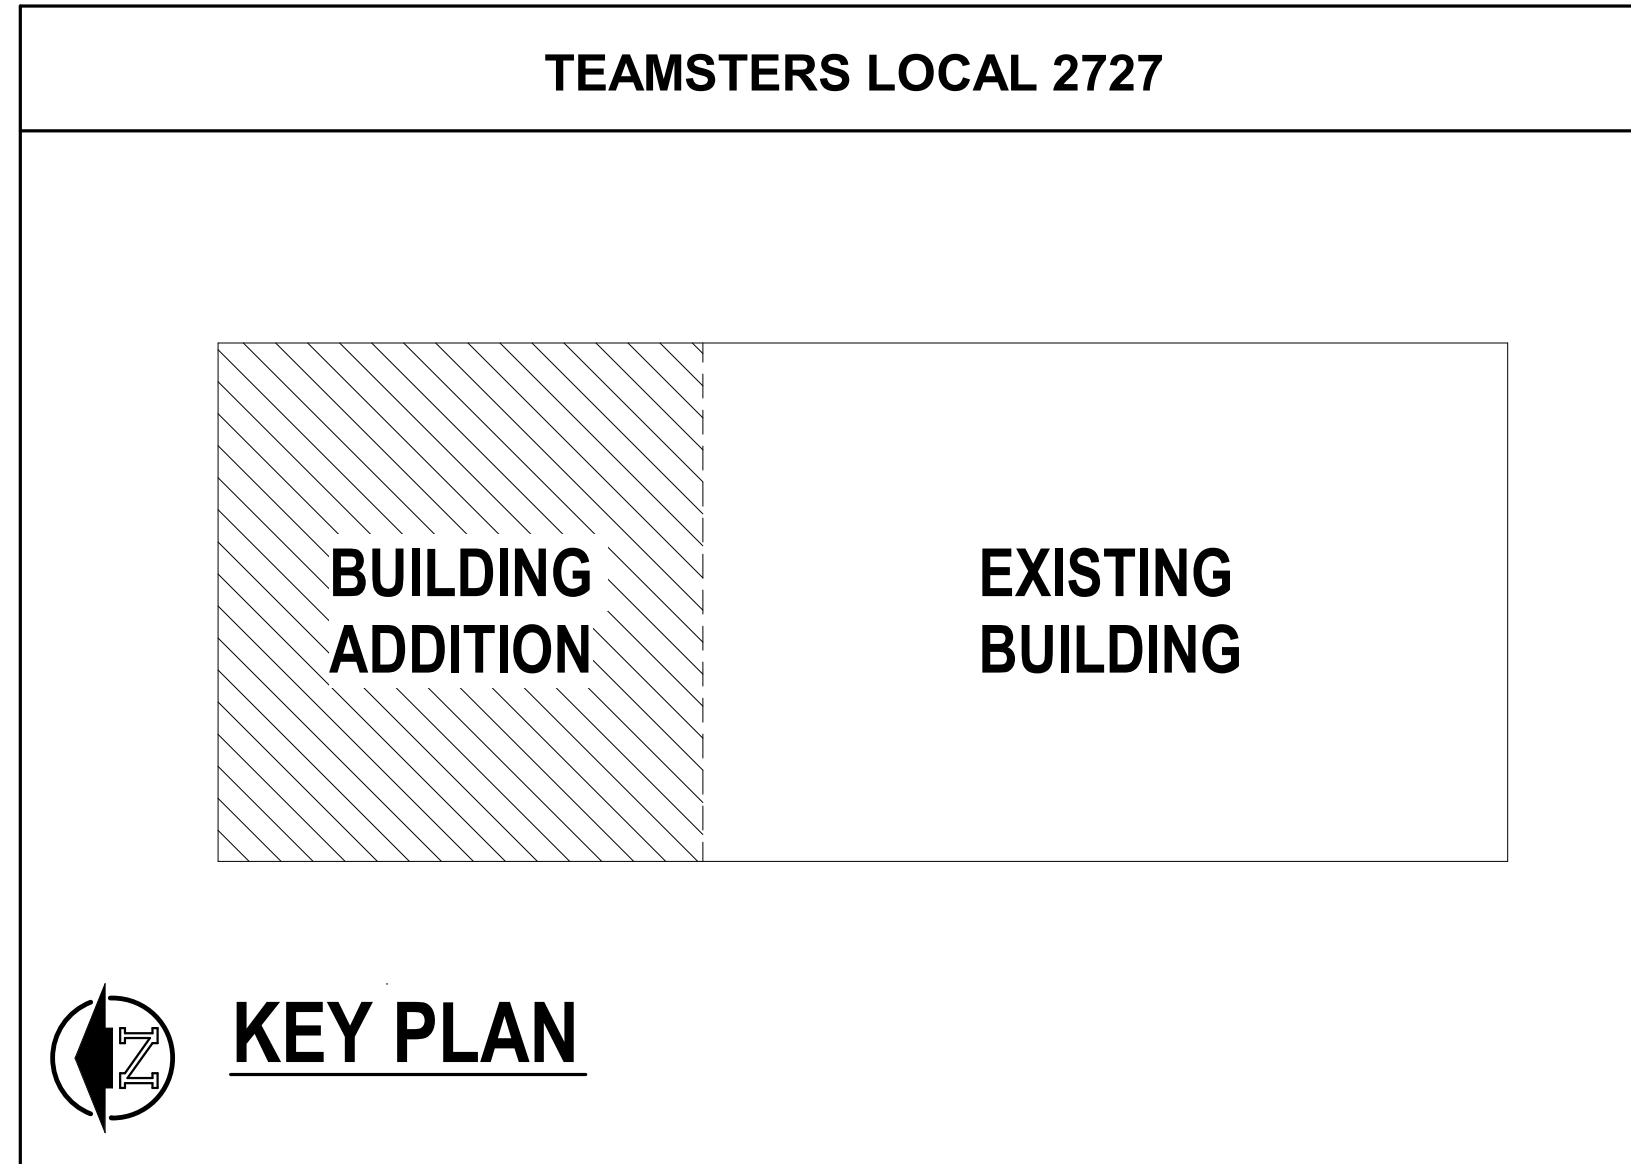 TEAMSTERS LOCAL 2727
BUILDING
ADDITION
EXISTING
BUILDING
N
KEY PLAN